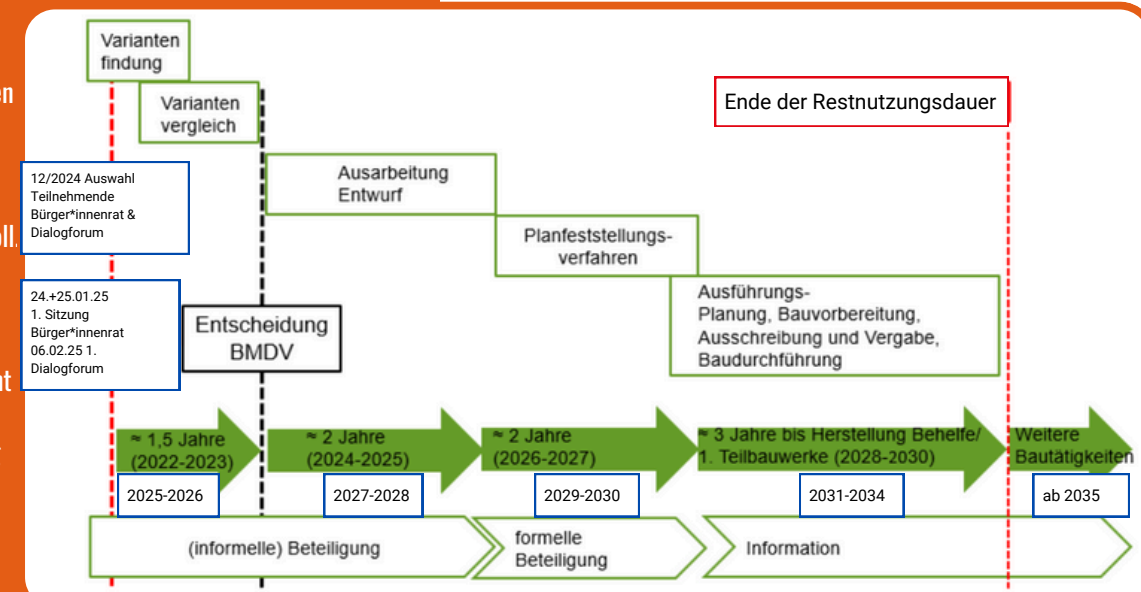 Varianten
findung
Varianten
vergleich
Ende der Restnutzungsdauer
Ausarbeitung
Entwurf
12/2024 Auswahl
Teilnehmende
Bürger*innenrat &
Dialogforum
Planfeststellungs-
verfahren
24.+25.01.25
1. Sitzung
Bürger*innenrat
06.02.25 1.
Dialogforum
Entscheidung
BMDV
Ausführungs-
Planung, Bauvorbereitung,
Ausschreibung und Vergabe,
Baudurchführung
≈ 1,5 Jahre
(2022-2023)
≈ 2 Jahre
(2024-2025)
≈ 2 Jahre
(2026-2027)
≈ 3 Jahre bis Herstellung Behelfe/
1. Teilbauwerke (2028-2030)
Weitere
Bautätigkeiten
2025-2026
2027-2028
2029-2030
2031-2034
ab 2035
(informelle) Beteiligung
formelle
Beteiligung
Information